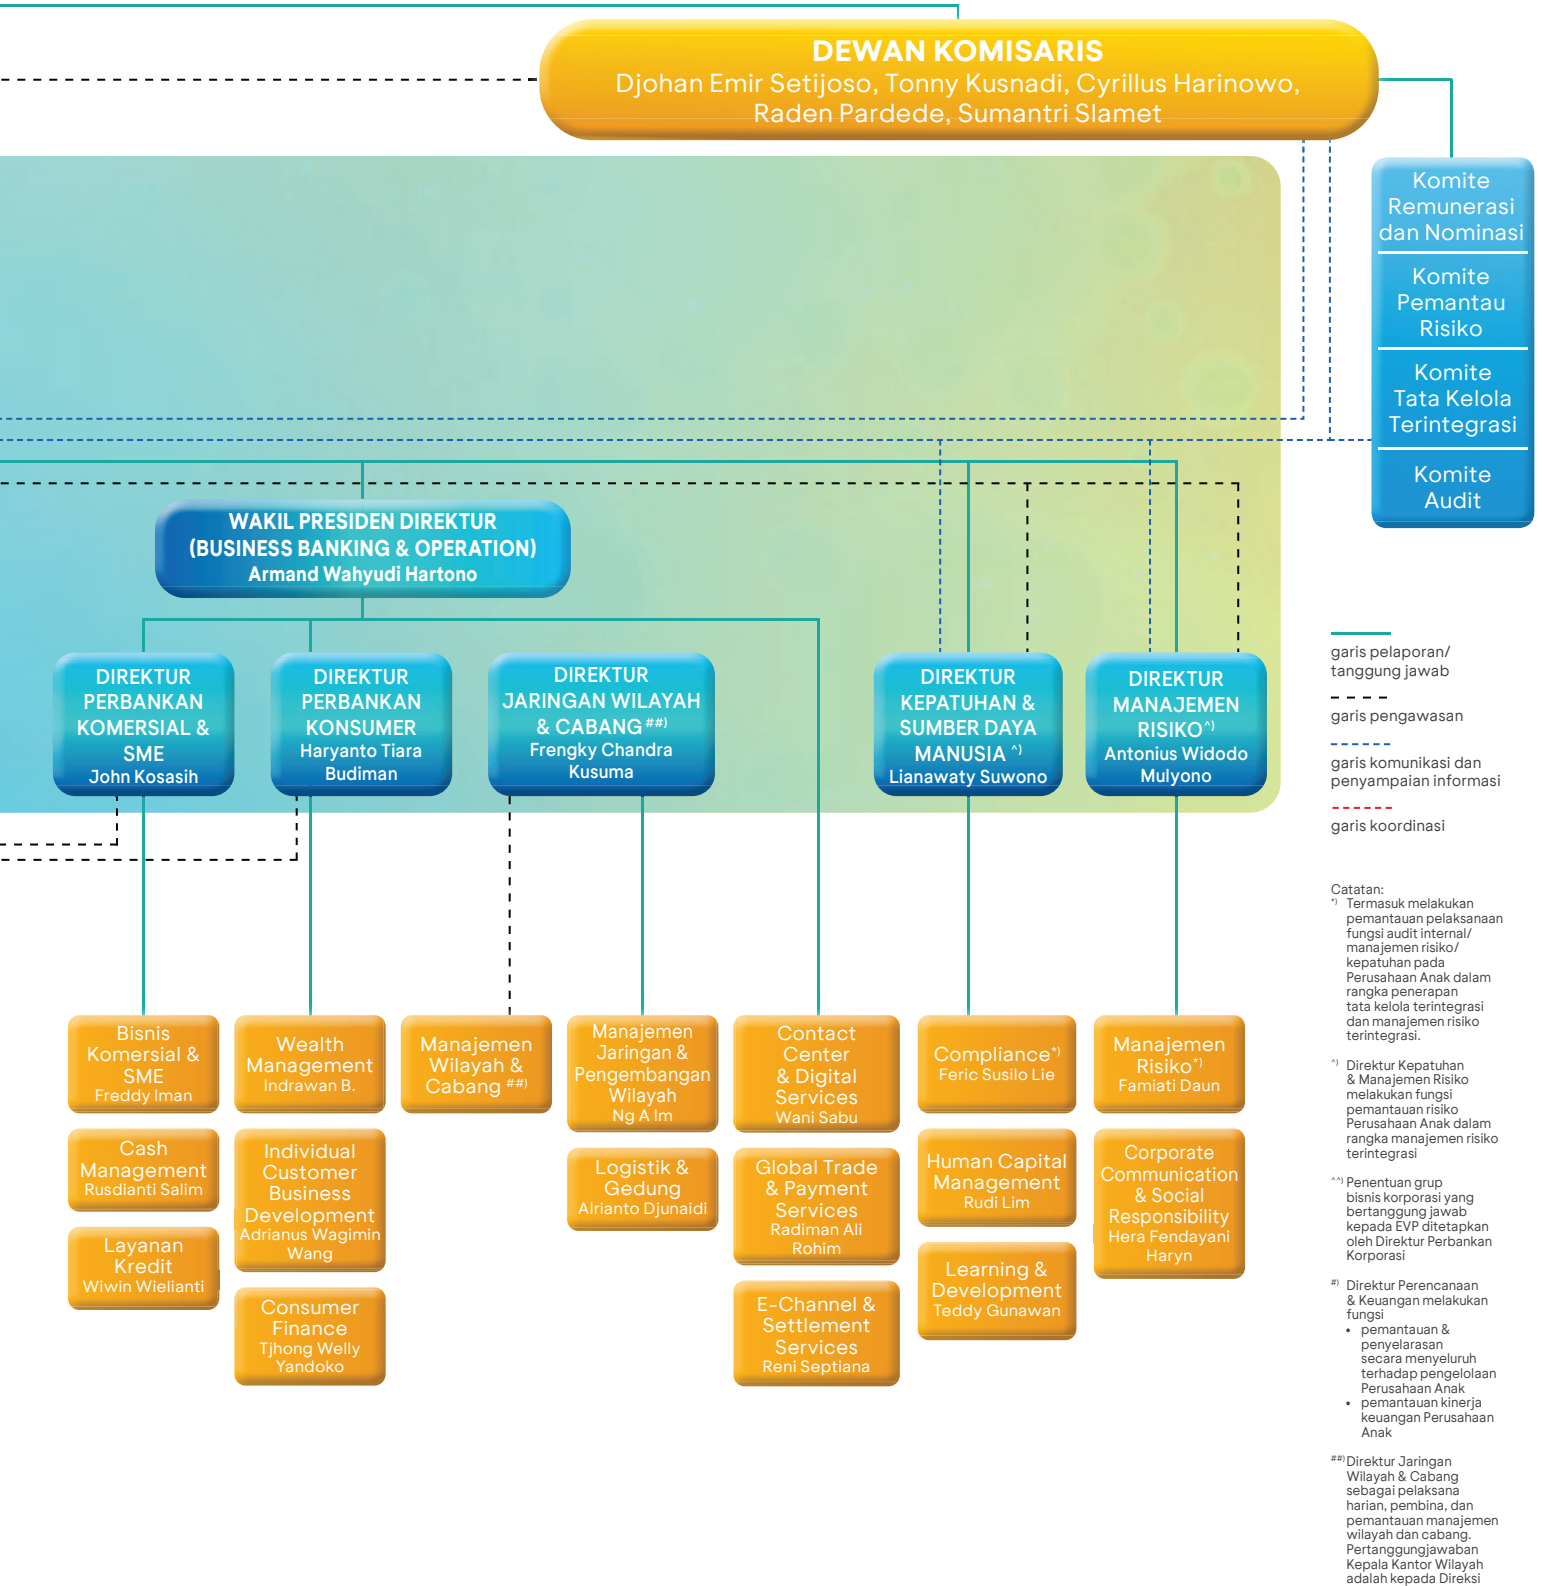 DEWAN KOMISARIS
Djohan Emir Setijoso, Tonny Kusnadi, Cyrillus Harinowo,
Raden Pardede, Sumantri Slamet
Komite
Remunerasi
dan Nominasi
Komite
Pemantau
Risiko
Komite
Tata Kelola
Terintegrasi
Komite
Audit
WAKIL PRESIDEN DIREKTUR
(BUSINESS BANKING & OPERATION)
Armand Wahyudi Hartono
DIREKTUR
PERBANKAN
KOMERSIAL &
SME
John Kosasih
DIREKTUR
PERBANKAN
KONSUMER
Haryanto Tiara
Budiman
DIREKTUR
JARINGAN WILAYAH
& CABANG ##)
Frengky Chandra
Kusuma
DIREKTUR
KEPATUHAN &
SUMBER DAYA
MANUSIA ^)
Lianawaty Suwono
DIREKTUR
MANAJEMEN
RISIKO^)
Antonius Widodo
Mulyono
garis pelaporan/
tanggung jawab
garis pengawasan
garis komunikasi dan
penyampaian informasi
garis koordinasi
Bisnis
Komersial &
SME
Freddy Iman
Cash
Management
Rusdianti Salim
Layanan
Kredit
Wiwin Wielianti
Wealth
Management
Indrawan B.
Individual
Customer
Business
Development
Adrianus Wagimin
Wang
Consumer
Finance
Tjhong Welly
Yandoko
Manajemen
Wilayah &
Cabang ##)
Manajemen
Jaringan &
Pengembangan
Wilayah
Ng A Im
Logistik &
Gedung
Alrianto Djunaidi
Contact
Center
& Digital
Services
Wani Sabu
Global Trade
& Payment
Services
Radiman Ali
Rohim
E-Channel &
Settlement
Services
Reni Septiana
Compliance*)
Feric Susilo Lie
Human Capital
Management
Rudi Lim
Learning &
Development
Teddy Gunawan
Manajemen
Risiko*)
Famiati Daun
Corporate
Communication
& Social
Responsibility
Hera Fendayani
Haryn
Catatan:
*) Termasuk melakukan
pemantauan pelaksanaan
fungsi audit internal/
manajemen risiko/
kepatuhan pada
Perusahaan Anak dalam
rangka penerapan
tata kelola terintegrasi
dan manajemen risiko
terintegrasi.
^) Direktur Kepatuhan
& Manajemen Risiko
melakukan fungsi
pemantauan risiko
Perusahaan Anak dalam
rangka manajemen risiko
terintegrasi
^^) Penentuan grup
bisnis korporasi yang
bertanggung jawab
kepada EVP ditetapkan
oleh Direktur Perbankan
Korporasi
#) Direktur Perencanaan
& Keuangan melakukan
fungsi
• pemantauan &
penyelarasan
secara menyeluruh
terhadap pengelolaan
Perusahaan Anak
• pemantauan kinerja
keuangan Perusahaan
Anak
##) Direktur Jaringan
Wilayah & Cabang
sebagai pelaksana
harian, pembina, dan
pemantauan manajemen
wilayah dan cabang.
Pertanggungjawaban
Kepala Kantor Wilayah
adalah kepada Direksi